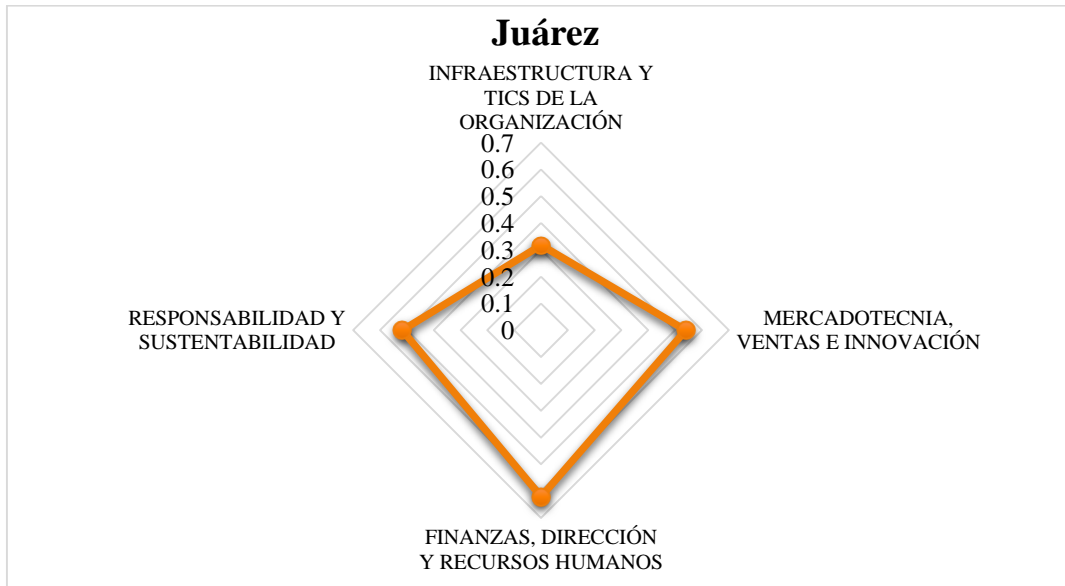 Juárez
INFRAESTRUCTURA Y
TICS DE LA
ORGANIZACIÓN
0.7
0.6
0.5
0.4
0.3
0.2
0.1
0
RESPONSABILIDAD Y
SUSTENTABILIDAD
MERCADOTECNIA,
VENTAS E INNOVACIÓN
FINANZAS, DIRECCIÓN
Y RECURSOS HUMANOS